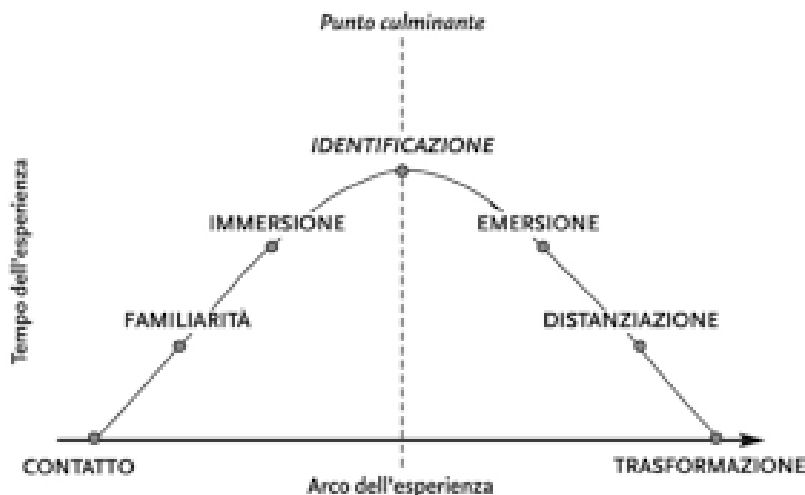 Punto culminante
IDENTIFICAZIONE
IMMERSIONE
EMERSIONE
Tempo dell'esperienza
FAMILIARITÀ
DISTANZIAZIONE
CONTATTO
TRASFORMAZIONE
Arco dell'esperienza